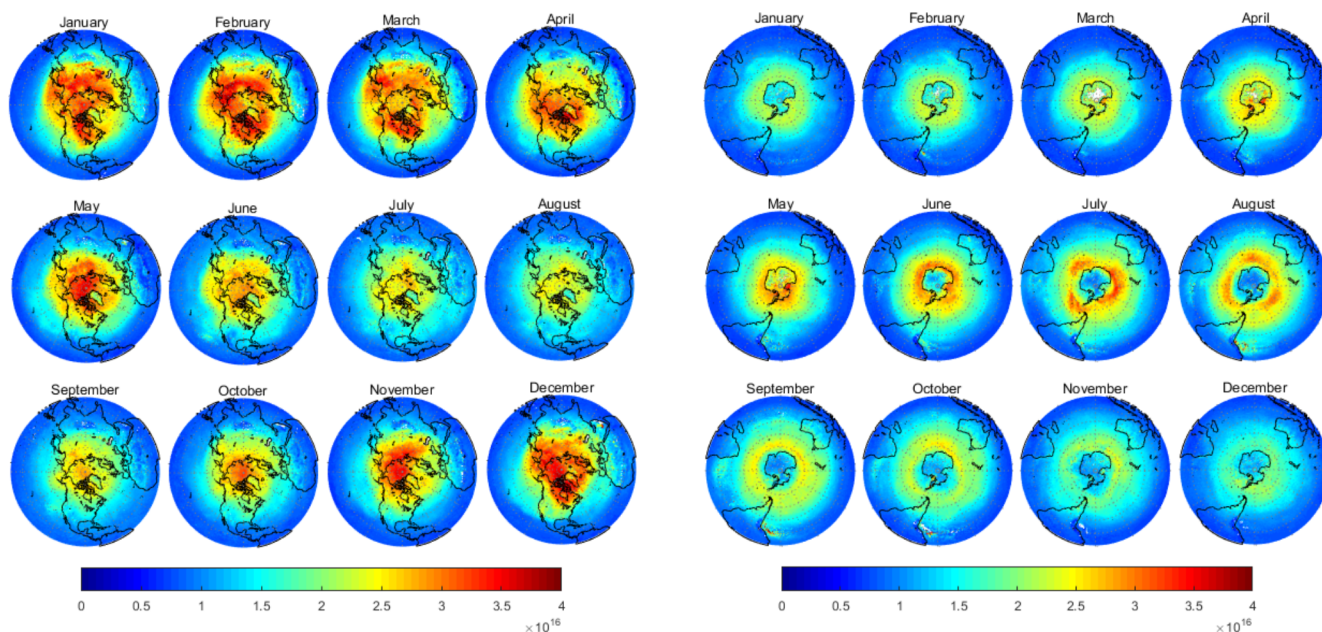 January February March April
May June July August
September October November December
0 0.5 1 1.5 2 2.5 3 3.5 4
×10^16
January February March April
May June July August
September October November December
0 0.5 1 1.5 2 2.5 3 3.5 4
×10^16